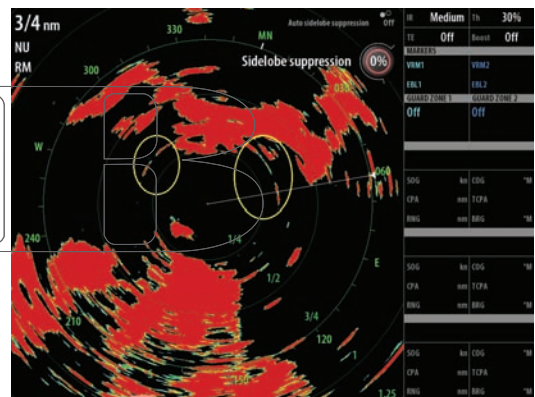 3/4 nm
NU
RM
Auto sidelobe suppression Off
Sidelobe suppression 0%
330
MN
300
030
W
060
240
E
210
120
150
1/4
1/2
3/4
1
1.25
IR Medium Th 30%
TE Off Boost Off
MARKERS
VRM1 VRM2
EBL1 EBL2
GUARD ZONE 1 GUARD ZONE 2
Off Off
SOG kn COG °M
CPA nm TCPA
RNG nm BRG °M
SOG kn COG °M
CPA nm TCPA
RNG nm BRG °M
SOG kn COG °M
CPA nm TCPA
RNG nm BRG °M